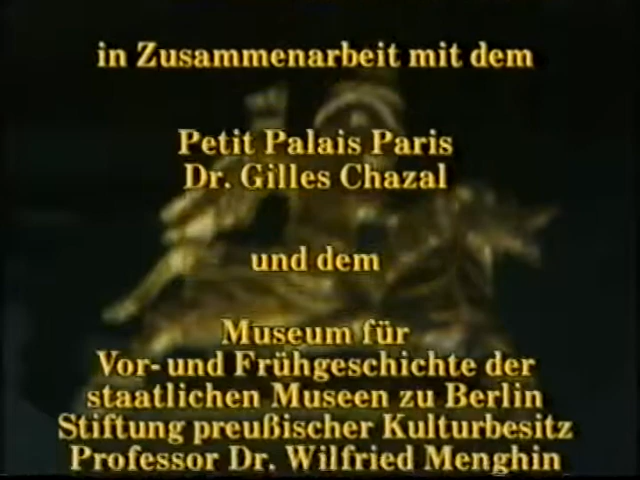 in Zusammenarbeit mit dem
Petit Palais Paris
Dr. Gilles Chazal
und dem
Museum für
Vor- und Frühgeschichte der
staatlichen Museen zu Berlin
Stiftung preußischer Kulturbesitz
Professor Dr. Wilfried Menghin